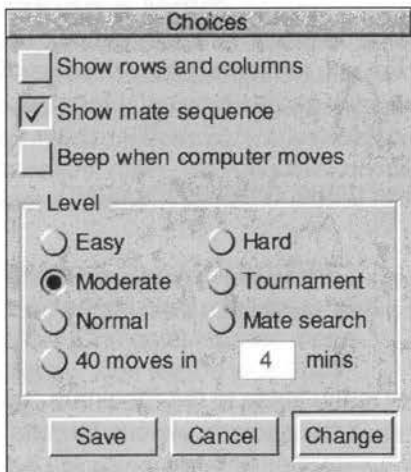 Choices
Show rows and columns
Show mate sequence
Beep when computer moves
Level
Easy
Hard
Moderate
Tournament
Normal
Mate search
40 moves in 4 mins
Save Cancel Change